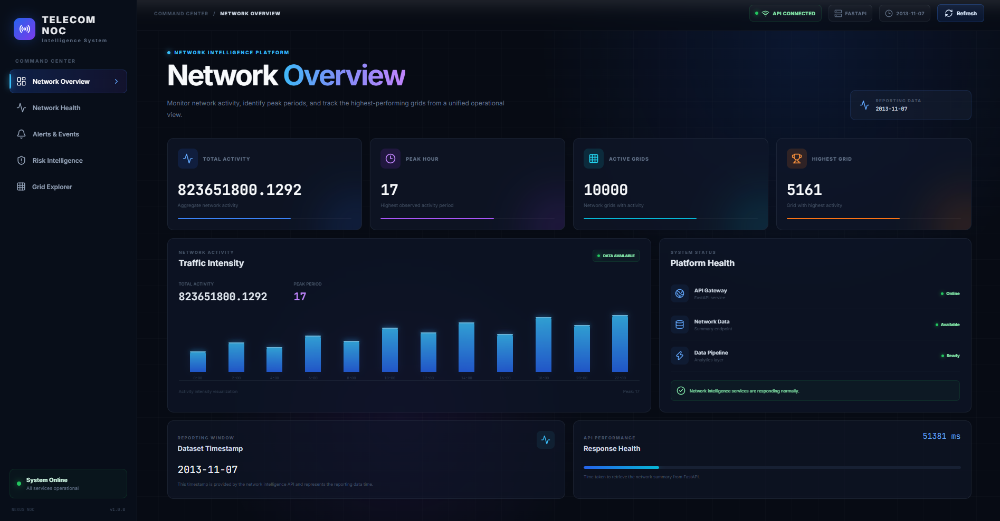 TELECOM
NOC
Intelligence System
COMMAND CENTER
Network Overview
Network Health
Alerts & Events
Risk Intelligence
Grid Explorer
System Online
All services operational
NEXUS NOC
v1.0.0
COMMAND CENTER / NETWORK OVERVIEW
API CONNECTED
FASTAPI
2013-11-07
Refresh
NETWORK INTELLIGENCE PLATFORM
Network Overview
Monitor network activity, identify peak periods, and track the highest-performing grids from a unified operational
view.
REPORTING DATA
2013-11-07
TOTAL ACTIVITY
823651800.1292
Aggregate network activity
PEAK HOUR
17
Highest observed activity period
ACTIVE GRIDS
10000
Network grids with activity
HIGHEST GRID
5161
Grid with highest activity
NETWORK ACTIVITY
Traffic Intensity
DATA AVAILABLE
TOTAL ACTIVITY
823651800.1292
PEAK PERIOD
17
0:00 2:00 4:00 6:00 8:00 10:00 12:00 14:00 16:00 18:00 20:00 22:00
Activity intensity visualization
Peak: 17
SYSTEM STATUS
Platform Health
API Gateway
FastAPI service
Online
Network Data
Summary endpoint
Available
Data Pipeline
Analytics layer
Ready
Network intelligence services are responding normally.
REPORTING WINDOW
Dataset Timestamp
2013-11-07
This timestamp is provided by the network intelligence API and represents the reporting data time.
API PERFORMANCE
Response Health
51381 ms
Time taken to retrieve the network summary from FastAPI.